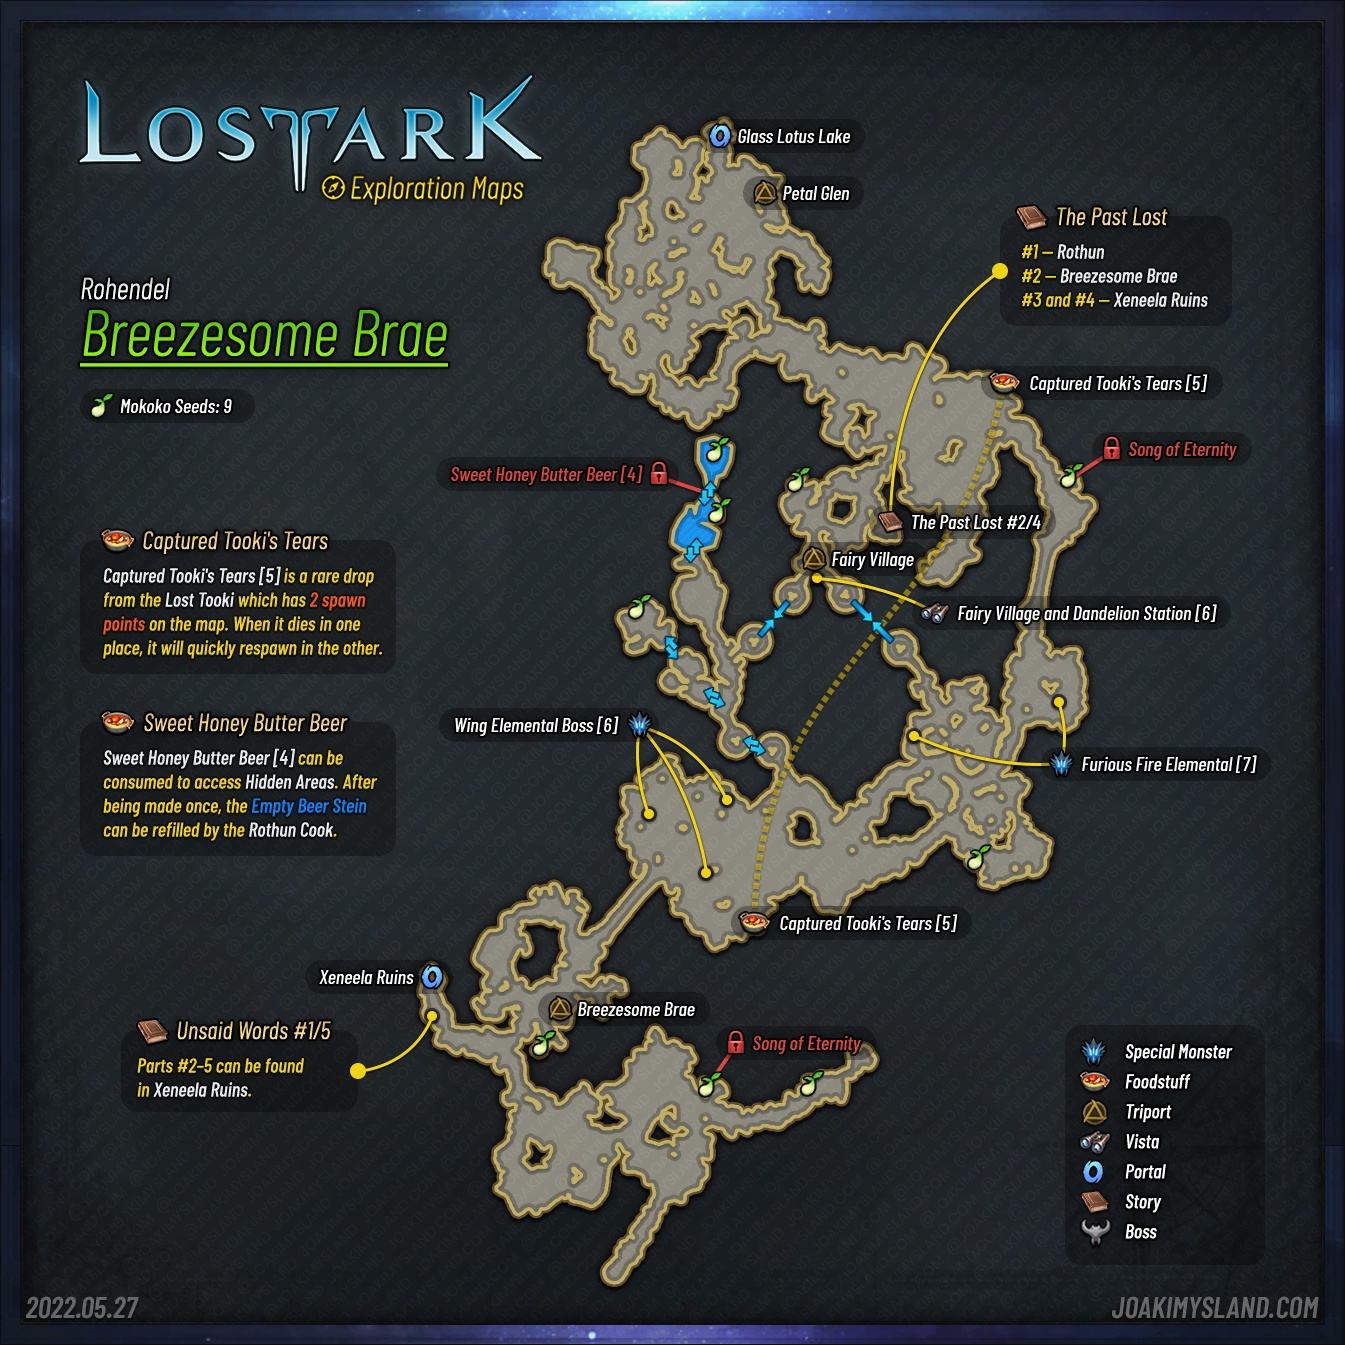 LOSTARK
Exploration Maps
Rohendel
Breezesome Brae
Mokoko Seeds: 9
Glass Lotus Lake
Petal Glen
The Past Lost
#1 – Rothun
#2 – Breezesome Brae
#3 and #4 – Xeneela Ruins
Captured Tooki's Tears [5]
Song of Eternity
Sweet Honey Butter Beer [4]
The Past Lost #2/4
Fairy Village
Fairy Village and Dandelion Station [6]
Captured Tooki's Tears
Captured Tooki's Tears [5] is a rare drop
from the Lost Tooki which has 2 spawn
points on the map. When it dies in one
place, it will quickly respawn in the other.
Sweet Honey Butter Beer
Sweet Honey Butter Beer [4] can be
consumed to access Hidden Areas. After
being made once, the Empty Beer Stein
can be refilled by the Rothun Cook.
Wing Elemental Boss [6]
Furious Fire Elemental [7]
Captured Tooki's Tears [5]
Xeneela Ruins
Breezesome Brae
Unsaid Words #1/5
Parts #2-5 can be found
in Xeneela Ruins.
Song of Eternity
Special Monster
Foodstuff
Triport
Vista
Portal
Story
Boss
2022.05.27
JOAKIMYSLAND.COM